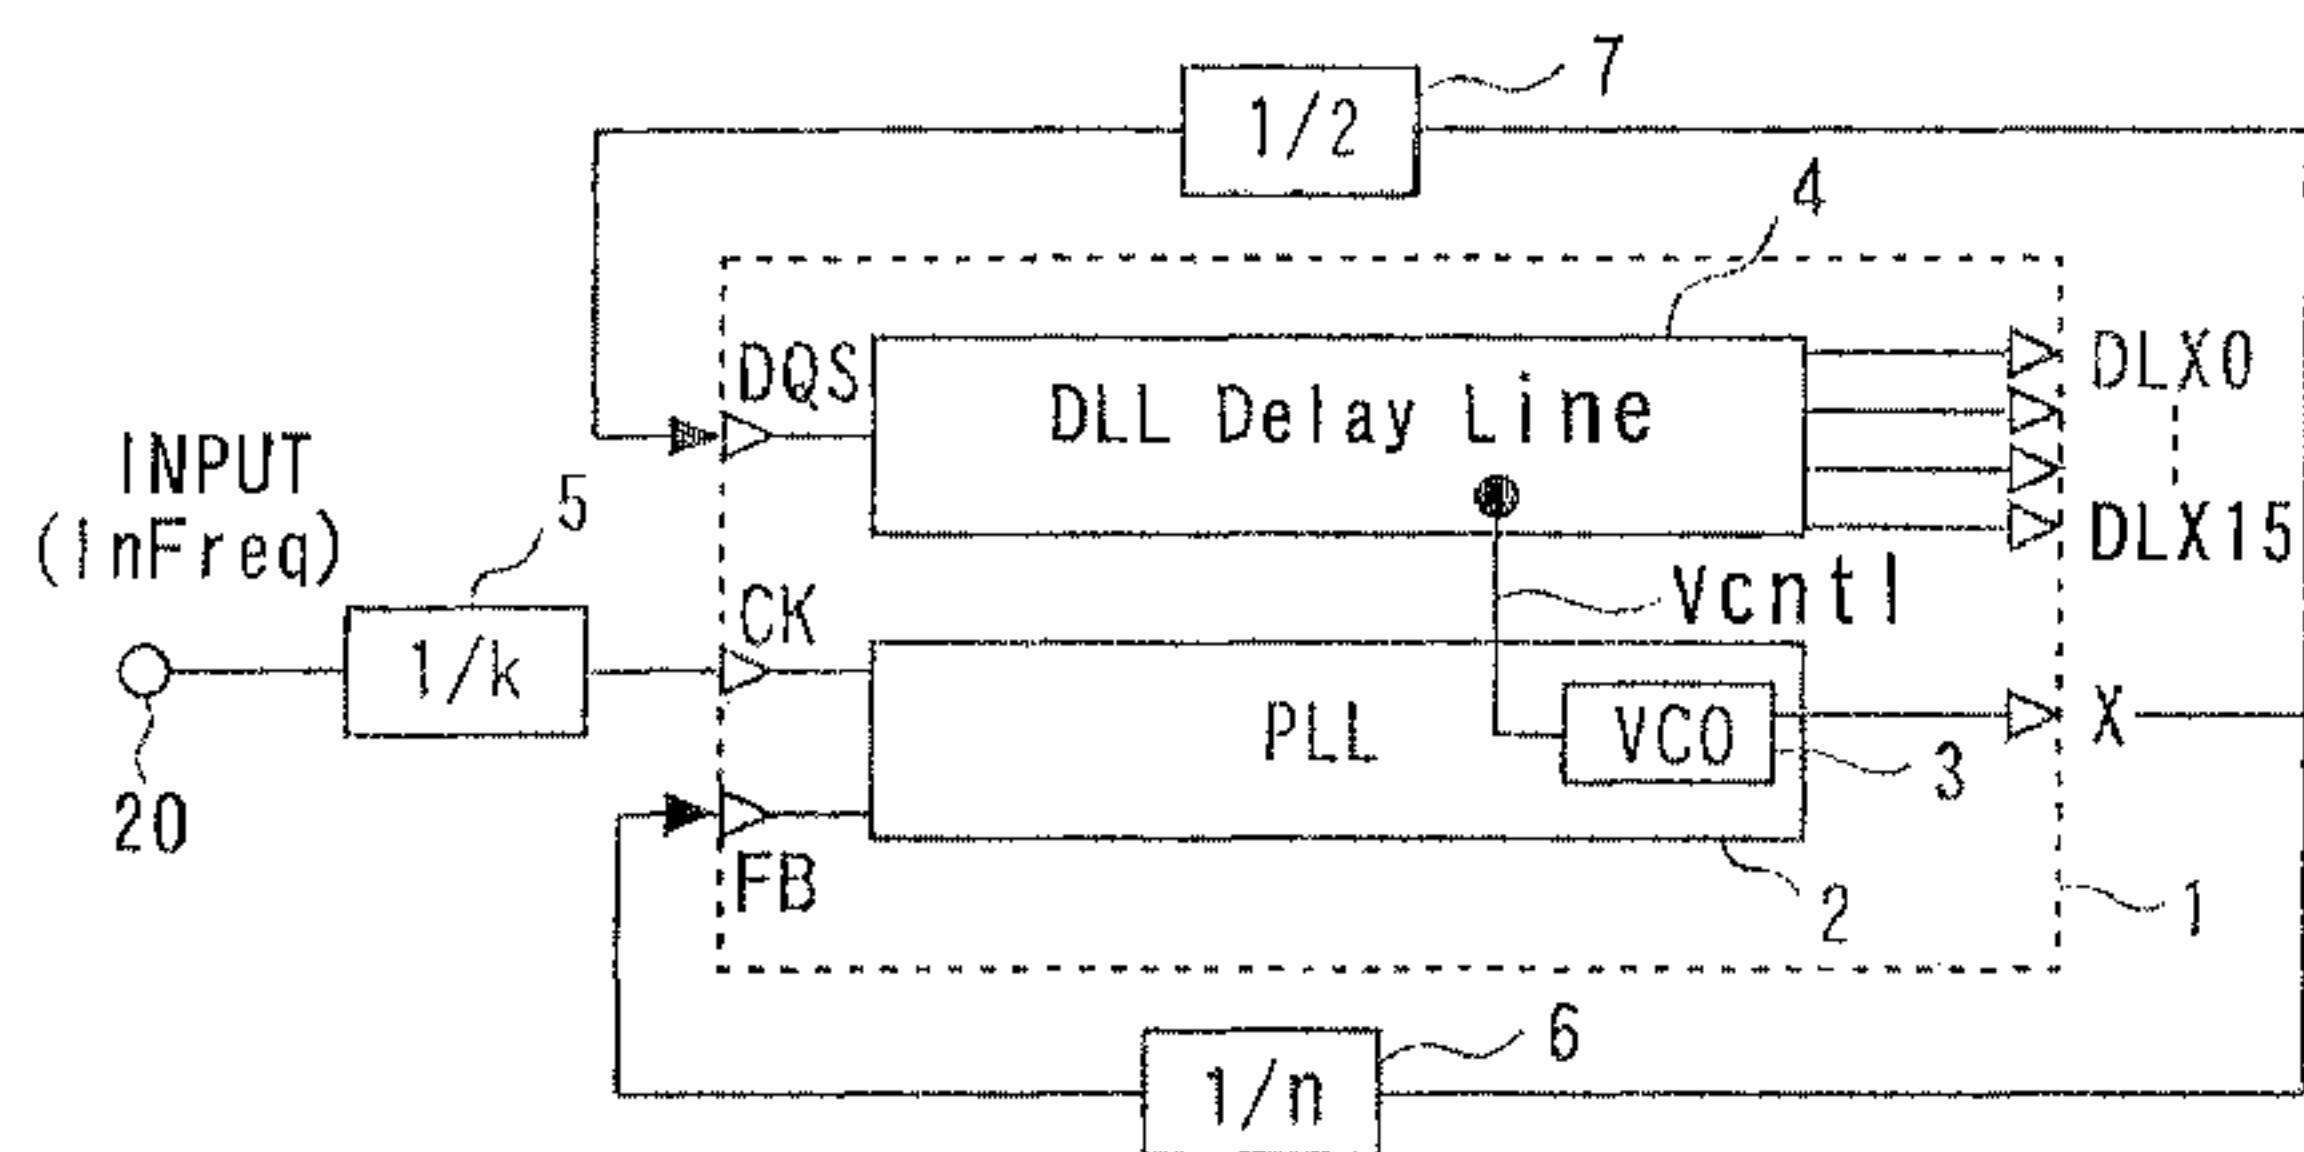 7
1/2
4
DQS
DLL Delay Line
DLX0
DLX15
INPUT
(InFreq)
5
Vcntl
CK
1/k
PLL
VCO
X
3
20
FB
2
1
6
1/n